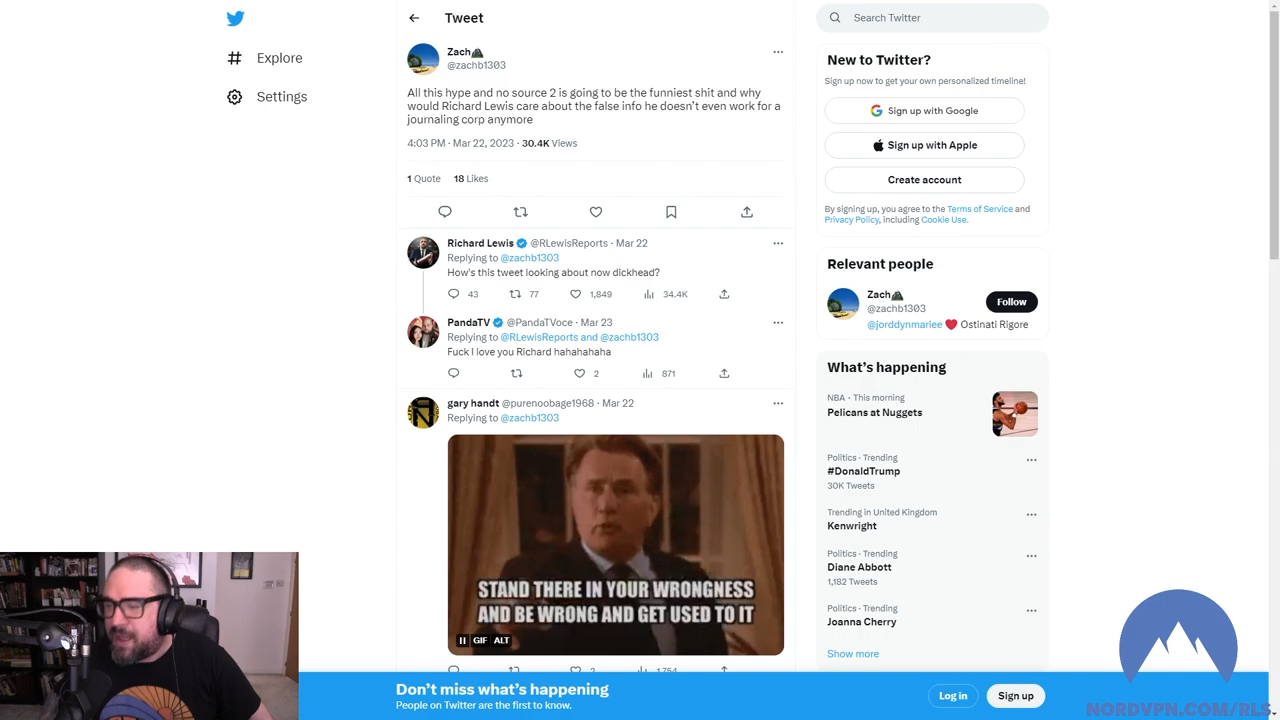 Explore
Settings
Tweet
Zach
@zachb1303
All this hype and no source 2 is going to be the funniest shit and why
would Richard Lewis care about the false info he doesn't even work for a
journaling corp anymore
4:03 PM · Mar 22, 2023 · 30.4K Views
1 Quote 18 Likes
Richard Lewis @RLewisReports · Mar 22
Replying to @zachb1303
How's this tweet looking about now dickhead?
43 77 1,849 34.4K
PandaTV @PandaTVoce · Mar 23
Replying to @RLewisReports and @zachb1303
Fuck I love you Richard hahahahaha
2 871
gary handt @purenoobage1968 · Mar 22
Replying to @zachb1303
STAND THERE IN YOUR WRONGNESS
AND BE WRONG AND GET USED TO IT
GIF ALT
2 1,754
Search Twitter
New to Twitter?
Sign up now to get your own personalized timeline!
Sign up with Google
Sign up with Apple
Create account
By signing up, you agree to the Terms of Service and
Privacy Policy, including Cookie Use.
Relevant people
Zach
@zachb1303
Follow
@jorddynmariee Ostinati Rigore
What's happening
NBA · This morning
Pelicans at Nuggets
Politics · Trending
#DonaldTrump
30K Tweets
Trending in United Kingdom
Kenwright
Politics · Trending
Diane Abbott
1,182 Tweets
Politics · Trending
Joanna Cherry
Show more
Don't miss what's happening
People on Twitter are the first to know.
Log in
Sign up
NORDVPN.COM/RLS